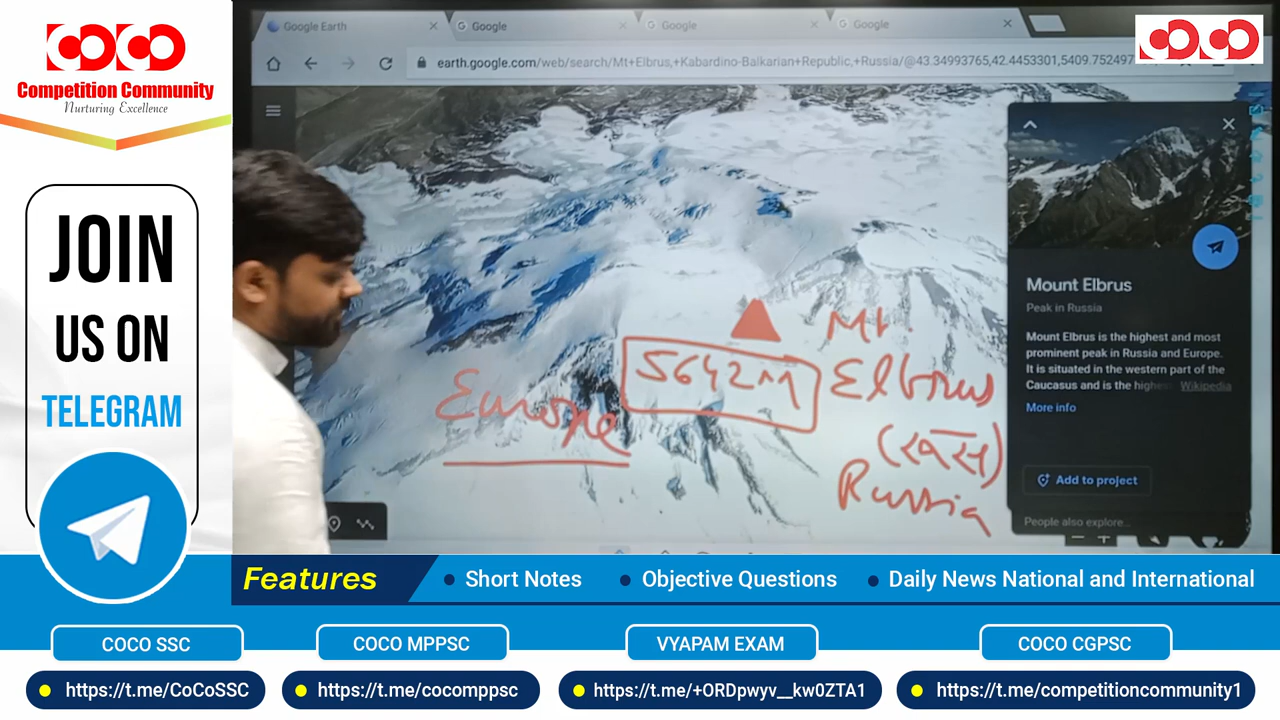 COCO
Competition Community
Nurturing Excellence
JOIN
US ON
TELEGRAM
Google Earth
Google
Google
Google
COCO
earth.google.com/web/search/Mt+Elbrus,+Kabardino-Balkarian+Republic,+Russia/@43.34993765,42.4453301,5409.752497
Mount Elbrus
Peak in Russia
Mount Elbrus is the highest and most
prominent peak in Russia and Europe.
It is situated in the western part of the
Caucasus and is the highest Wikipedia
More info
Add to project
People also explore...
Mt.
Elbrus
Russia
5642m
Europe
Features
Short Notes
Objective Questions
Daily News National and International
COCO SSC
COCO MPPSC
VYAPAM EXAM
COCO CGPSC
https://t.me/CoCoSSC
https://t.me/cocomppsc
https://t.me/+ORDpwyv__kw0ZTA1
https://t.me/competitioncommunity1